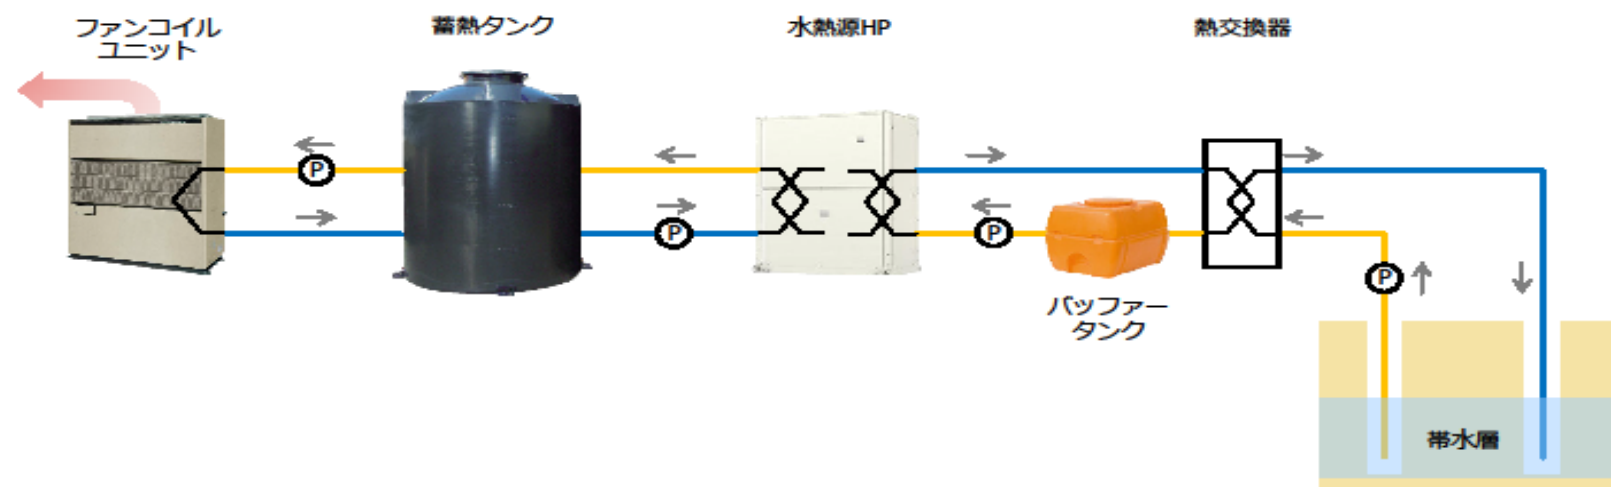 ファンコイル
ユニット
蓄熱タンク
水熱源HP
熱交換器
P
P
P
P
バッファー
タンク
帯水層